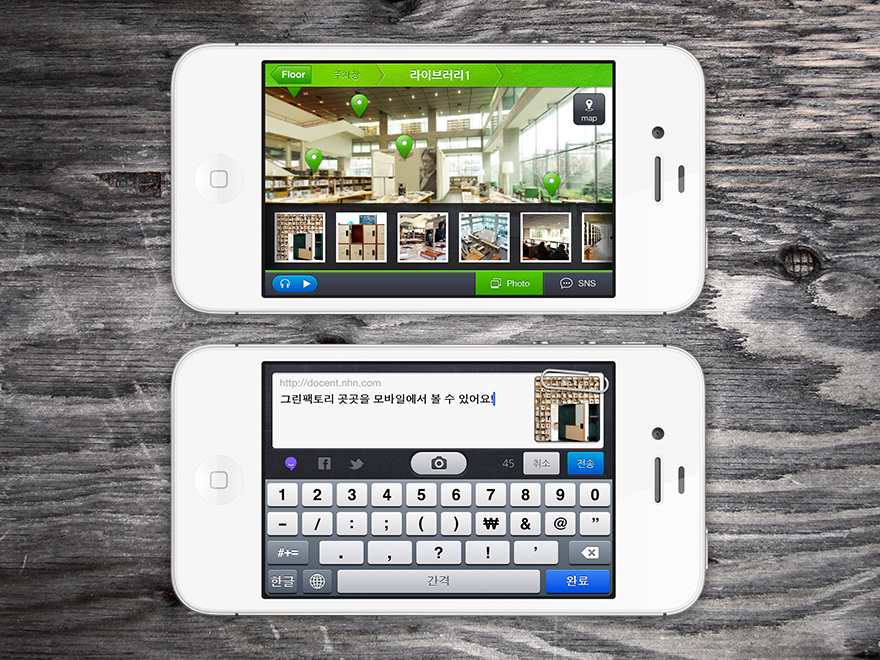 Floor 주차장 라이브러리1
map
Photo SNS
http://docent.nhn.com
그린팩토리 곳곳을 모바일에서 볼 수 있어요!
45 취소 전송
1 2 3 4 5 6 7 8 9 0
- / : ; ( ) ₩ & @ ”
#+= . , ? ! ’
한글 간격 완료